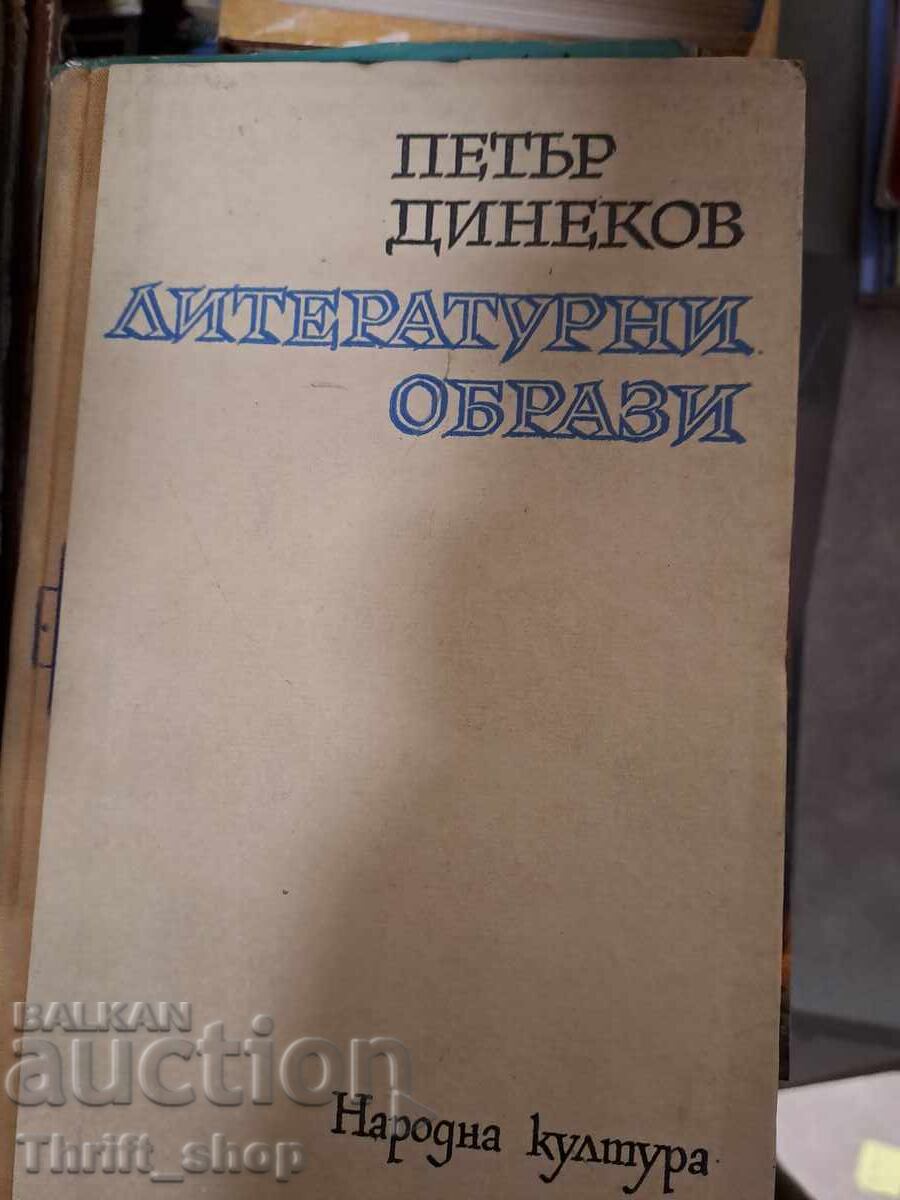 ПЕТЪР
ДИНЕКОВ
ЛИТЕРАТУРНИ
ОБРАЗИ
Народна култура
BALKAN
auction
Thrift_shop